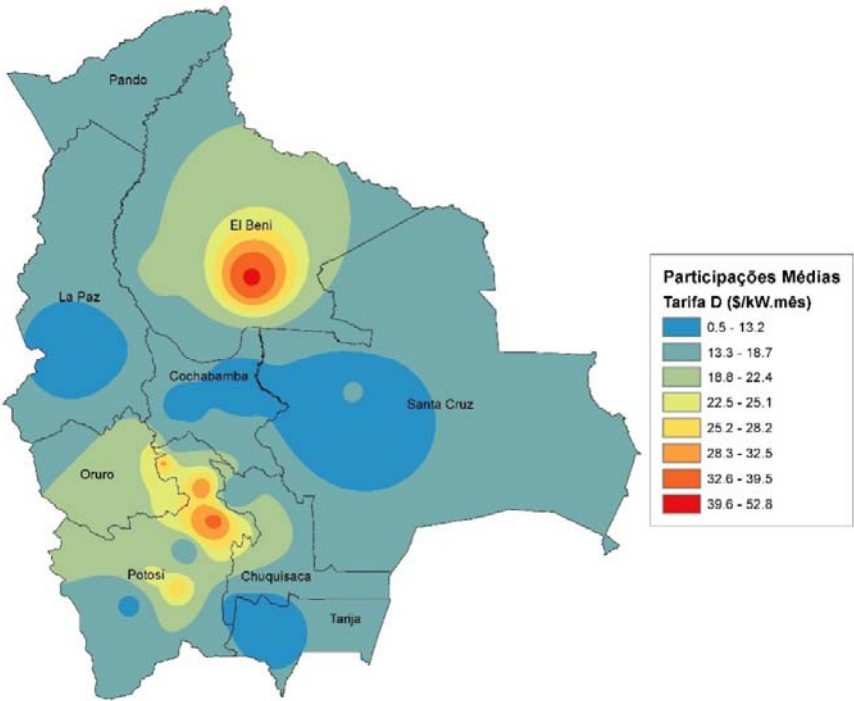 Pando
El Beni
La Paz
Cochabamba
Santa Cruz
Oruro
Potosí
Chuquisaca
Tarija
Participações Médias
Tarifa D ($/kW.mês)
0.5 - 13.2
13.3 - 18.7
18.8 - 22.4
22.5 - 25.1
25.2 - 28.2
28.3 - 32.5
32.6 - 39.5
39.6 - 52.8